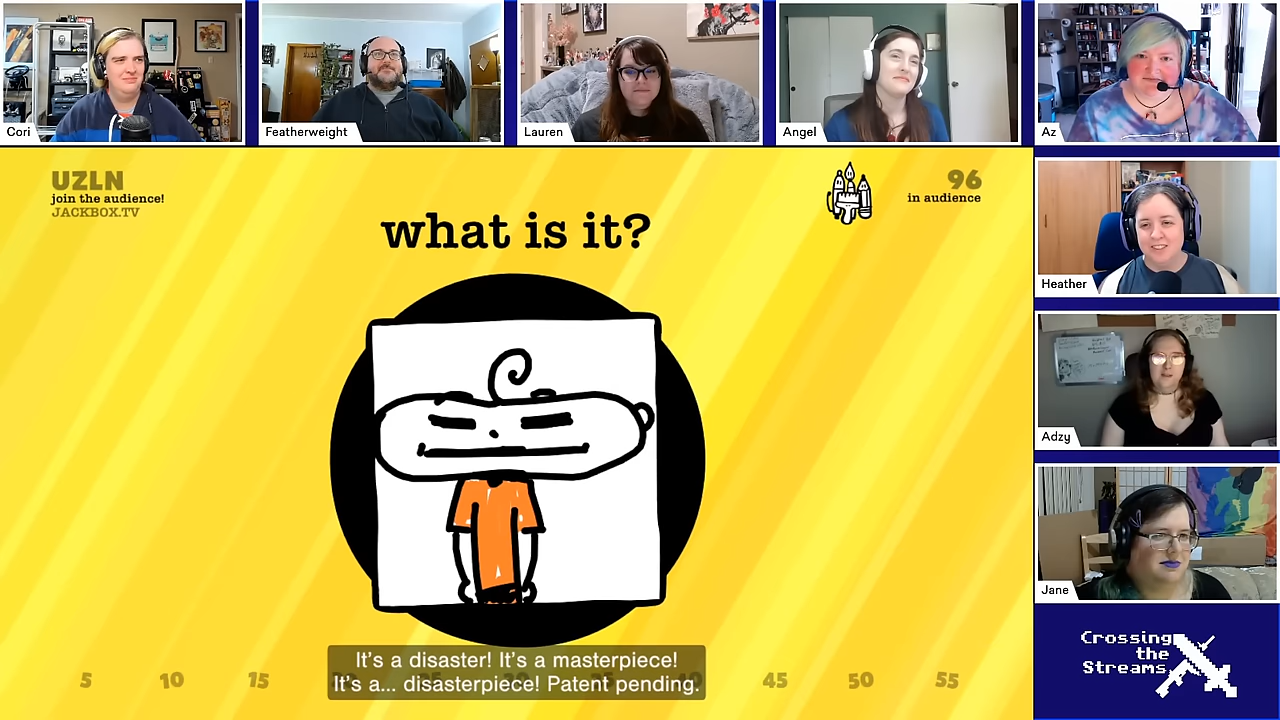 Cori
Featherweight
Lauren
Angel
Az
UZLN
join the audience!
JACKBOX.TV
96
in audience
what is it?
Heather
Adzy
Jane
It's a disaster! It's a masterpiece!
It's a... disasterpiece! Patent pending.
5 10 15 45 50 55
Crossing
the
Streams